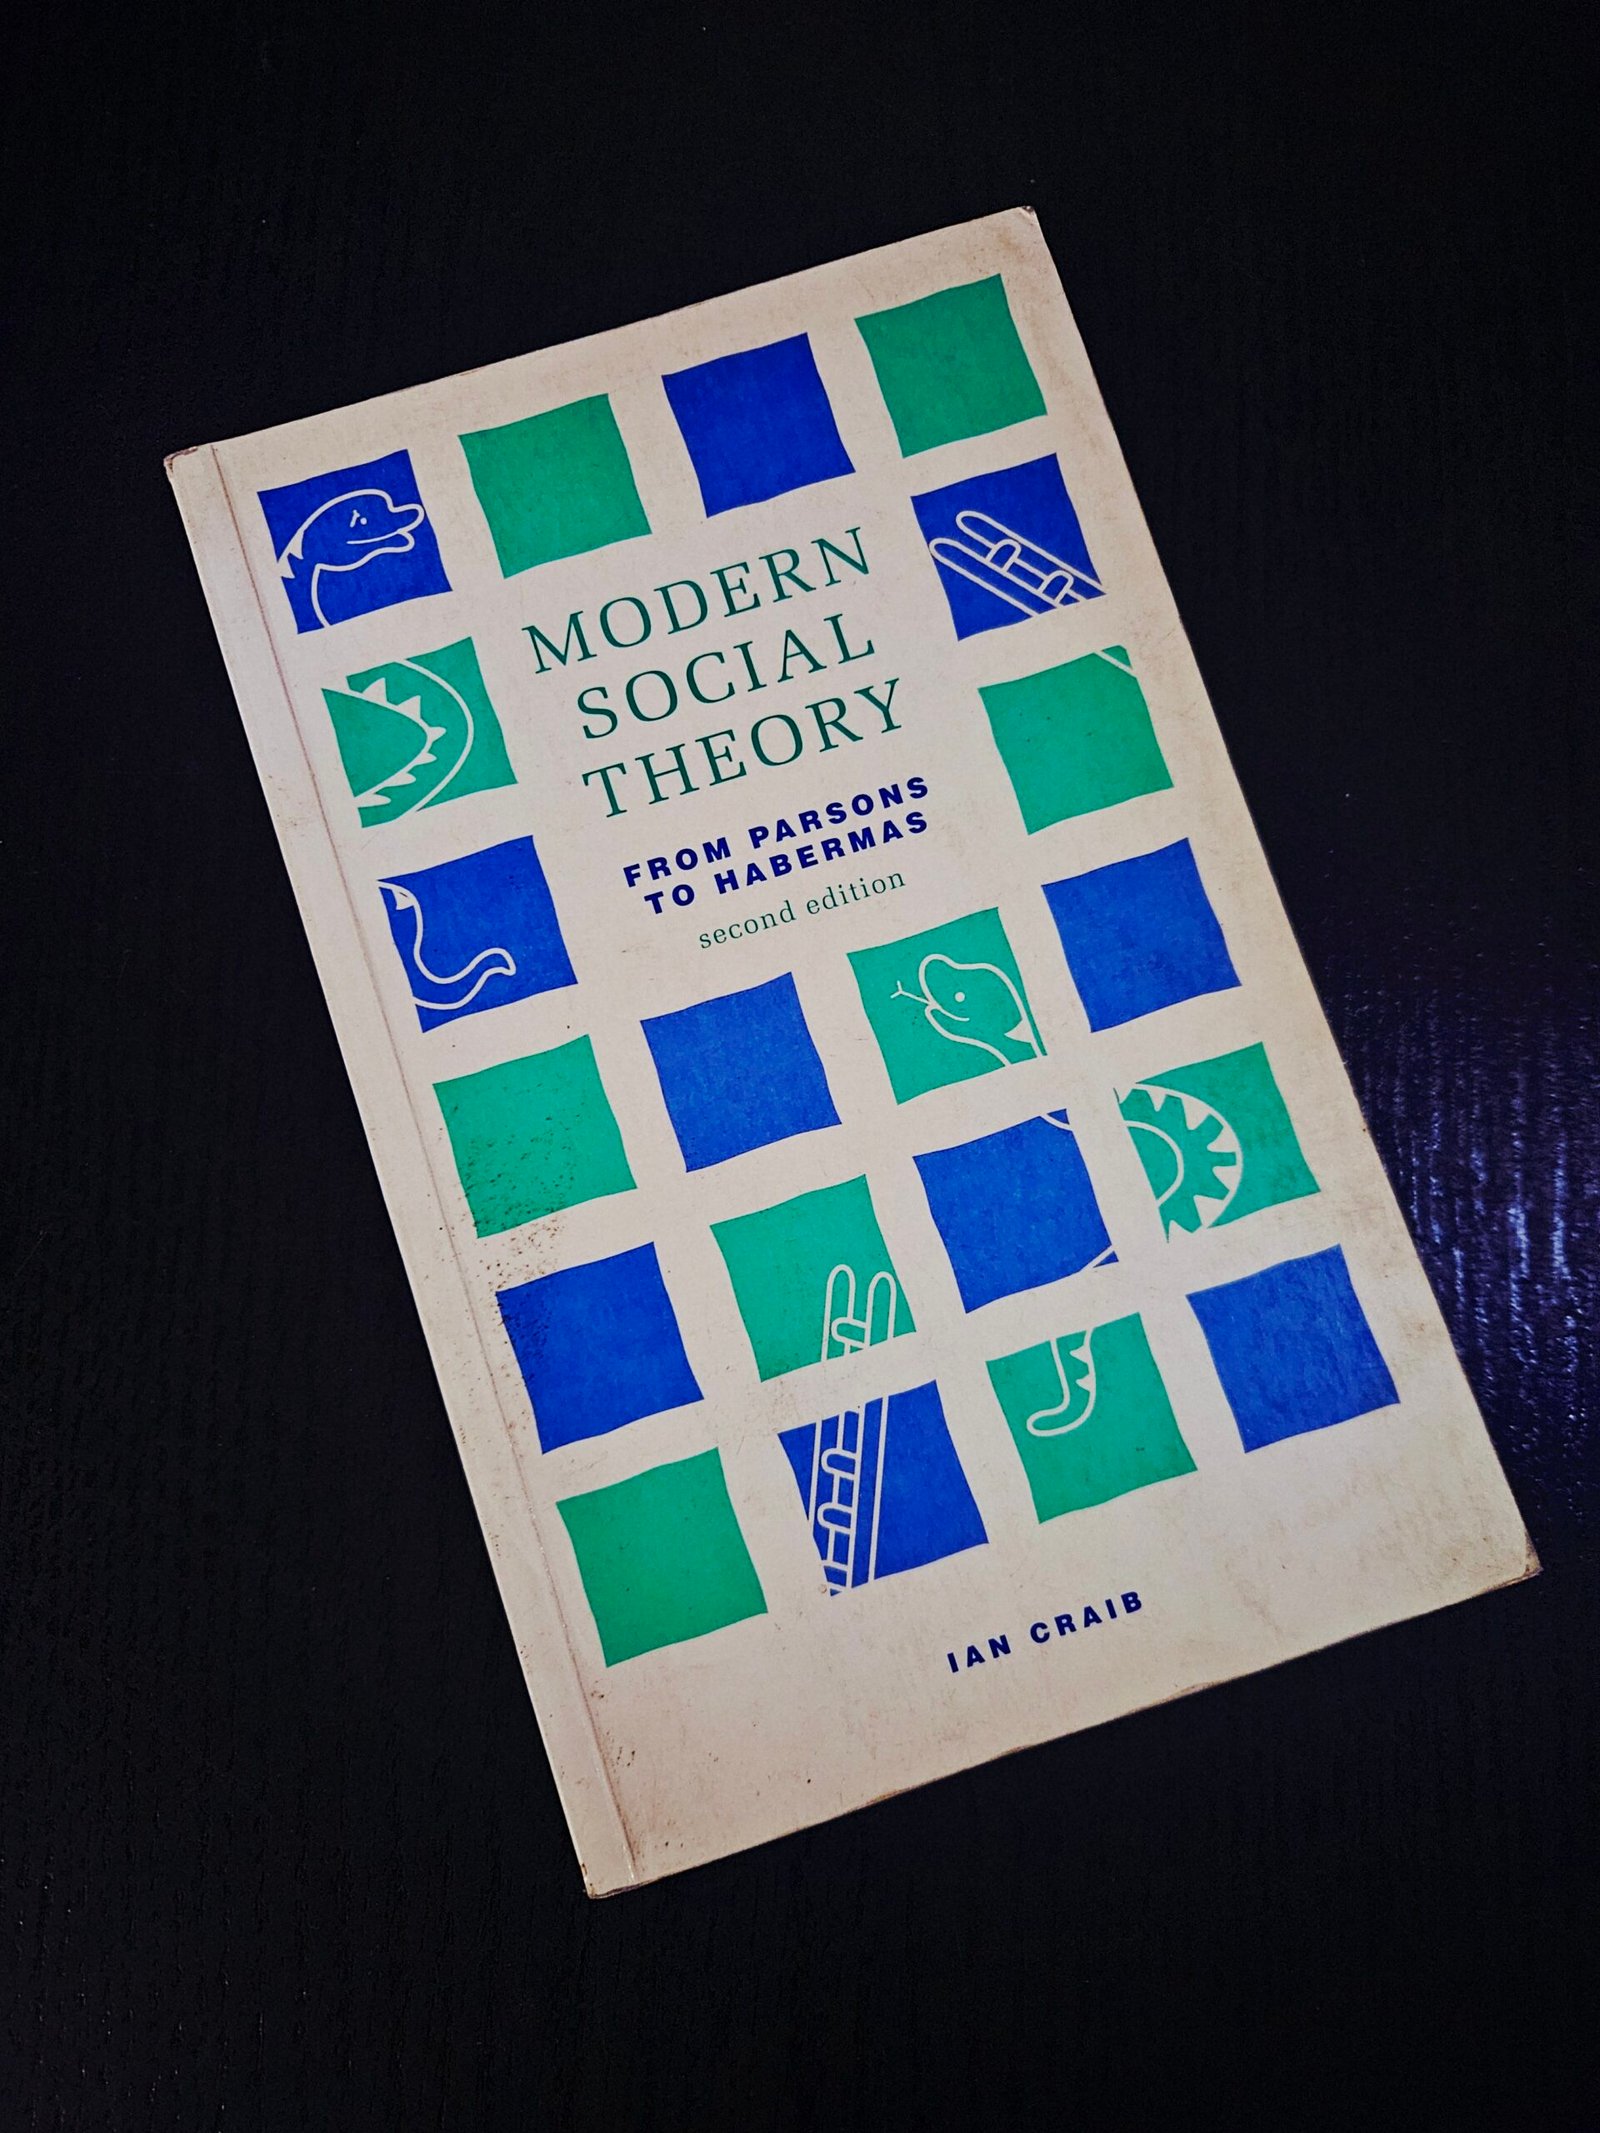 MODERN
SOCIAL
THEORY
FROM PARSONS
TO HABERMAS
second edition
IAN CRAIB